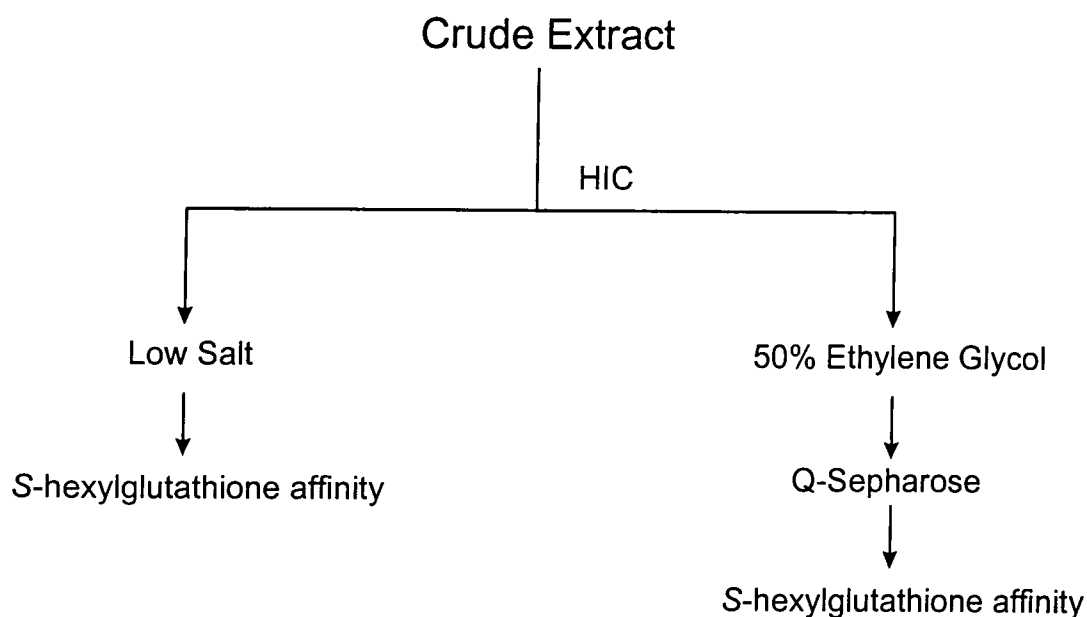 Crude Extract
HIC
Low Salt
50% Ethylene Glycol
S-hexylglutathione affinity
Q-Sepharose
S-hexylglutathione affinity